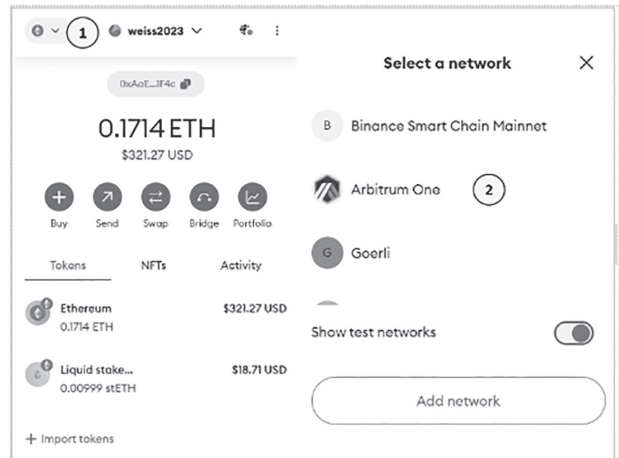 1 weiss2023
0xAaE...1F4c
0.1714 ETH
$321.27 USD
Buy Send Swap Bridge Portfolio
Tokens NFTs Activity
Ethereum $321.27 USD
0.1714 ETH
Liquid stake... $18.71 USD
0.00999 stETH
+ Import tokens
Select a network
B Binance Smart Chain Mainnet
Arbitrum One 2
G Goerli
Show test networks
Add network